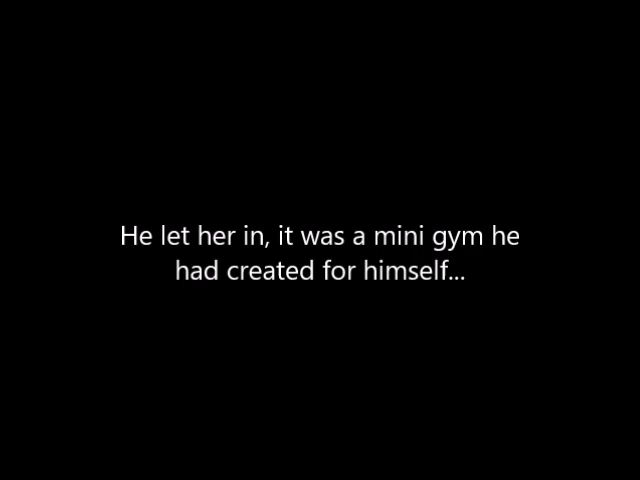 He let her in, it was a mini gym he
had created for himself...